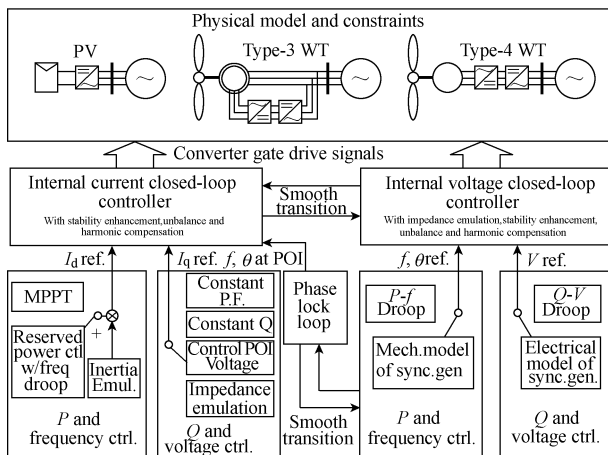 Physical model and constraints
PV
Type-3 WT
Type-4 WT
Converter gate drive signals
Internal current closed-loop
controller
With stability enhancement,unbalance and
harmonic compensation
Smooth
transition
Internal voltage closed-loop
controller
With impedance emulation,stability enhancement,
unbalance and harmonic compensation
Id ref.
Iq ref.
f, θ at POI
f, θ ref.
V ref.
MPPT
Reserved
power ctl
w/freq
droop
+
Inertia
Emul.
P and
frequency ctrl.
Constant
P.F.
Constant Q
Control POI
Voltage
Impedance
emulation
Q and
voltage ctrl.
Phase
lock
loop
Smooth
transition
P-f
Droop
Mech.model
of sync.gen
P and
frequency ctrl.
Q-V
Droop
Electrical
model of
sync.gen.
Q and
voltage ctrl.